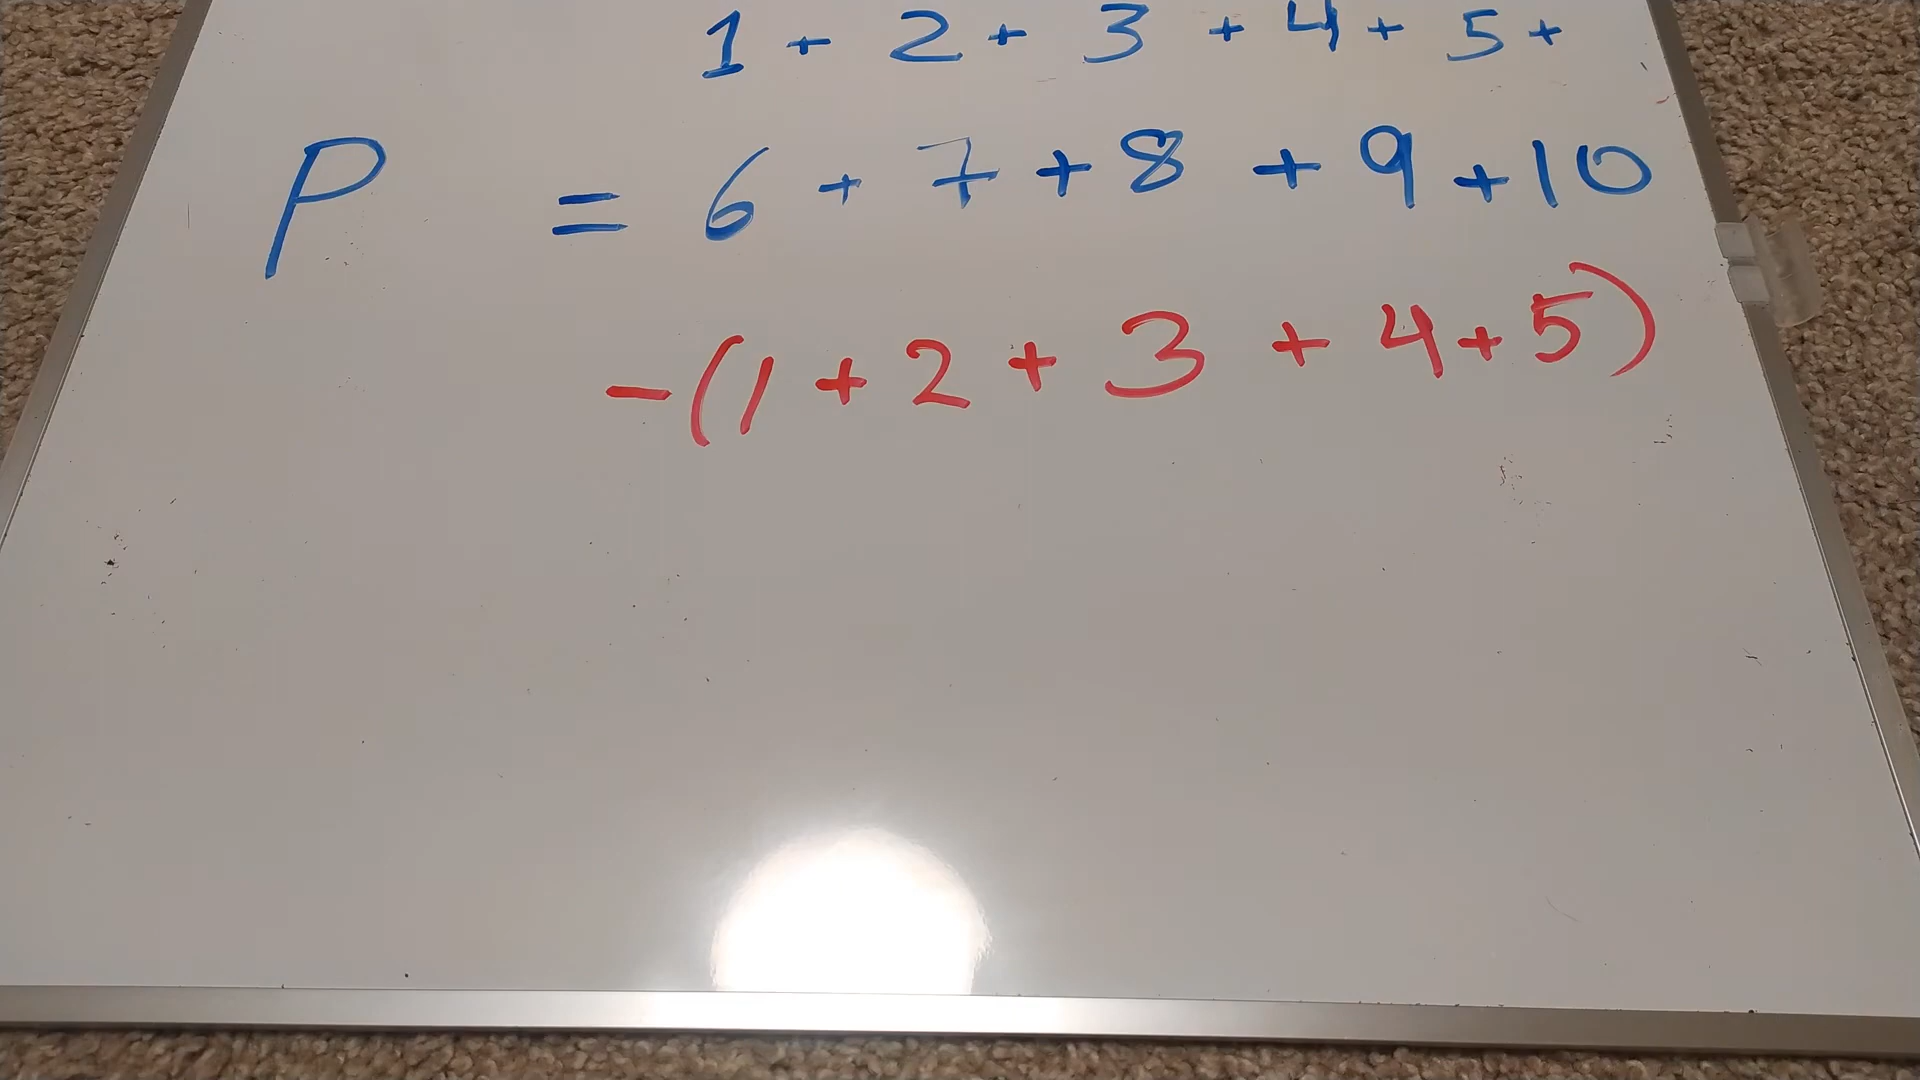 1 + 2 + 3 + 4 + 5 +
P = 6 + 7 + 8 + 9 + 10
-(1 + 2 + 3 + 4 + 5)